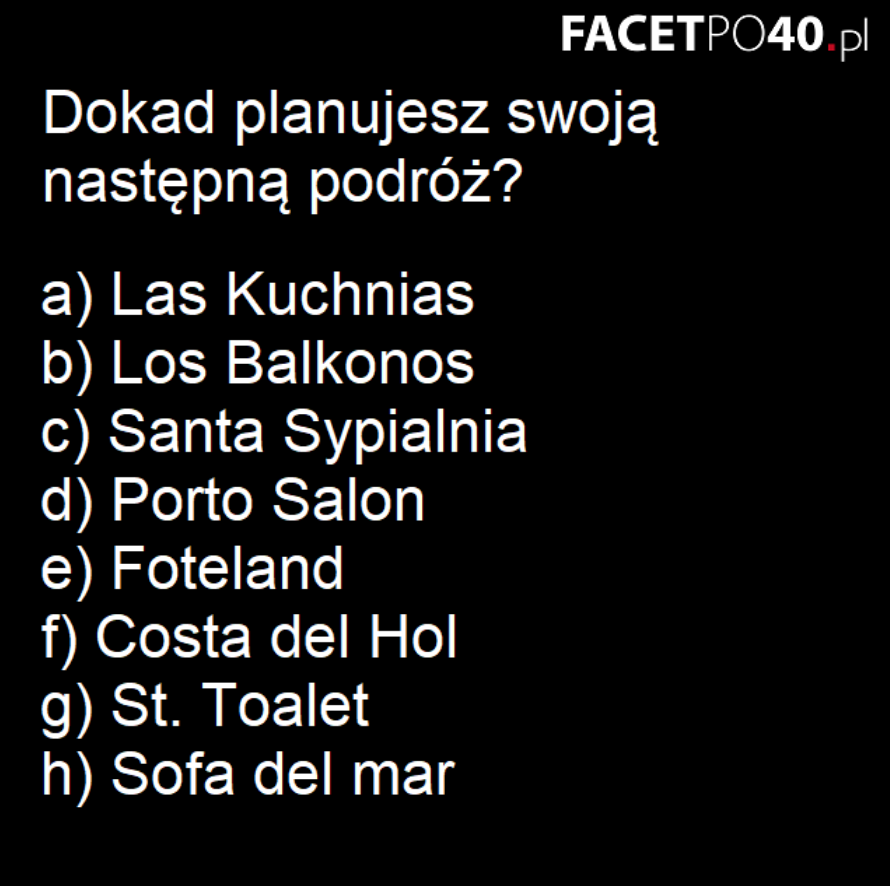 FACETPO40.pl
Dokad planujesz swoją
następną podróż?
a) Las Kuchnias
b) Los Balkonos
c) Santa Sypialnia
d) Porto Salon
e) Foteland
f) Costa del Hol
g) St. Toalet
h) Sofa del mar